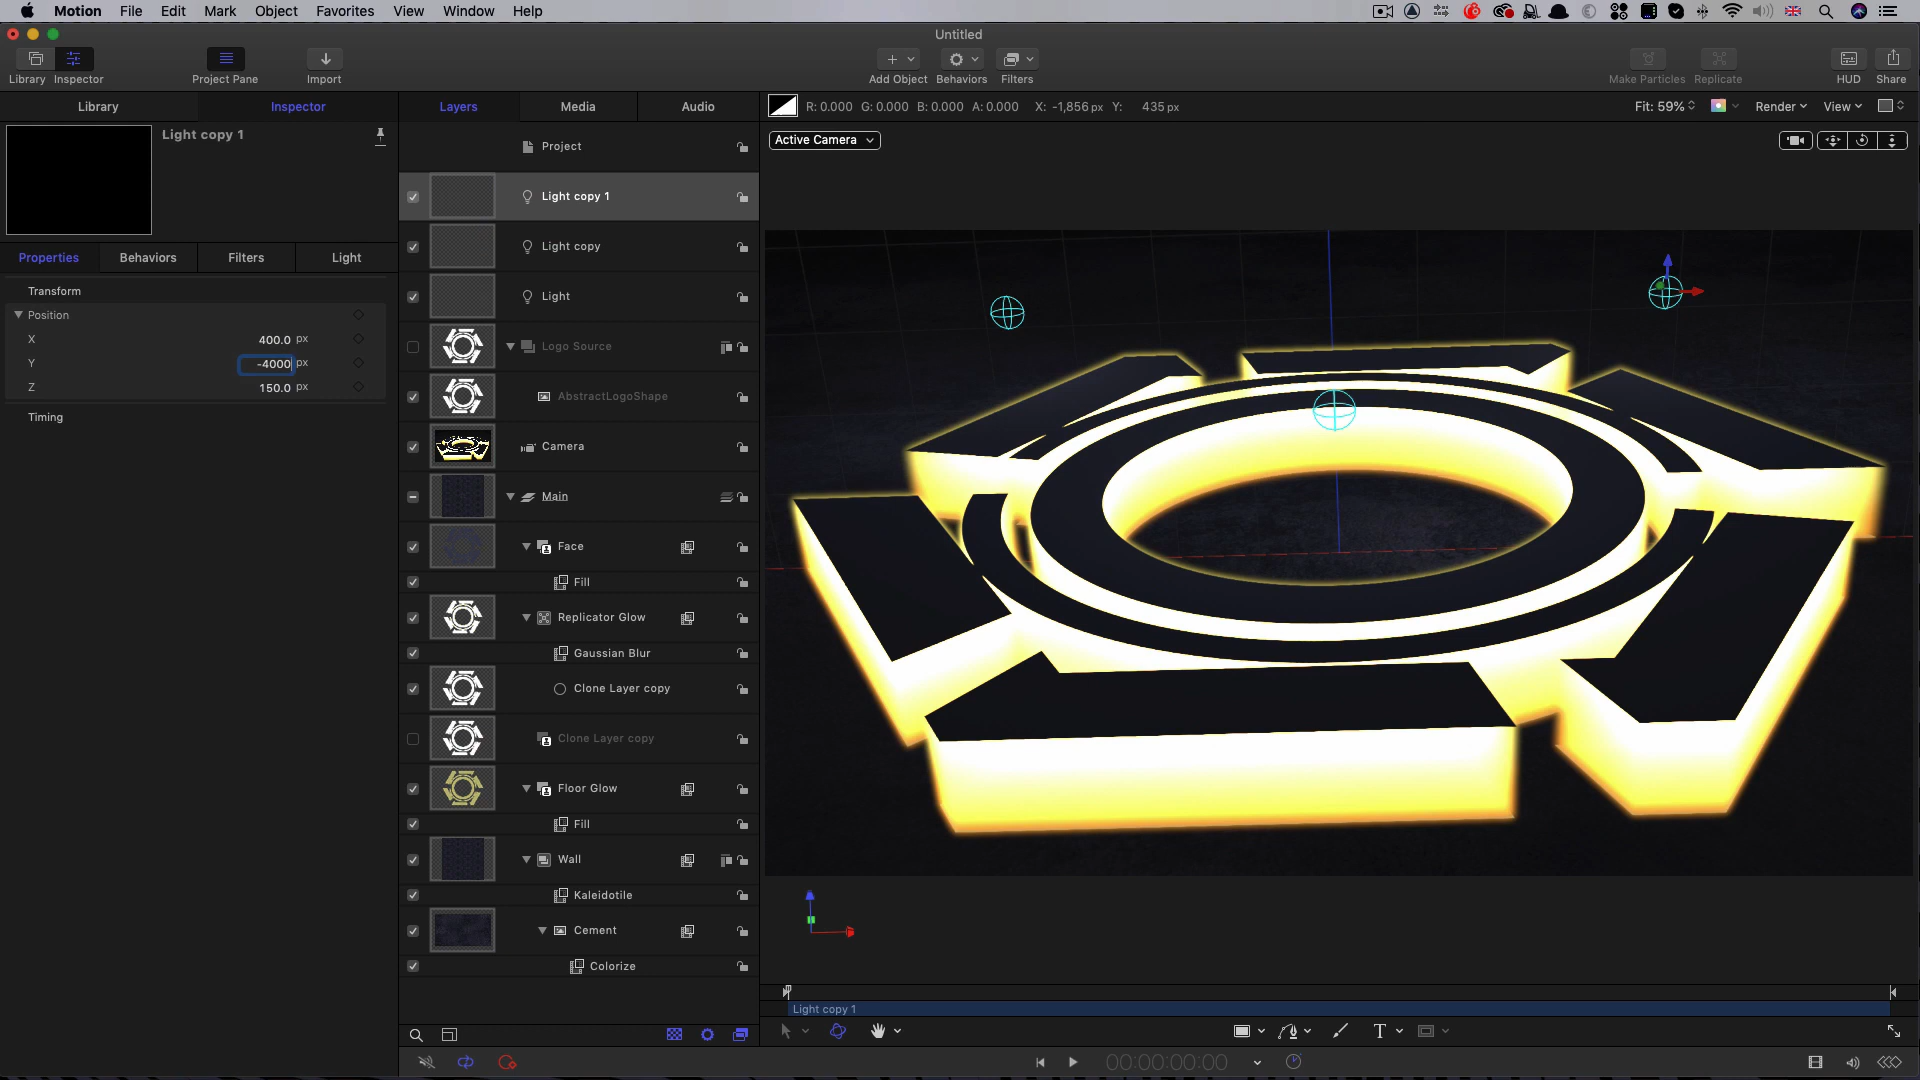 Motion File Edit Mark Object Favorites View Window Help
Untitled
Library Inspector Project Pane Import Add Object Behaviors Filters Make Particles Replicate HUD Share
Library Inspector Layers Media Audio R: 0.000 G: 0.000 B: 0.000 A: 0.000 X: -1,856 px Y: 435 px Fit: 59% Render View
Light copy 1
Active Camera
Project
Light copy 1
Light copy
Properties Behaviors Filters Light
Transform
Light
Position
X 400.0 px
Logo Source
Y -4000 px
Z 150.0 px
AbstractLogoShape
Timing
Camera
Main
Face
Fill
Replicator Glow
Gaussian Blur
Clone Layer copy
Clone Layer copy
Floor Glow
Fill
Wall
Kaleidotile
Cement
Colorize
Light copy 1
T
00:00:00:00